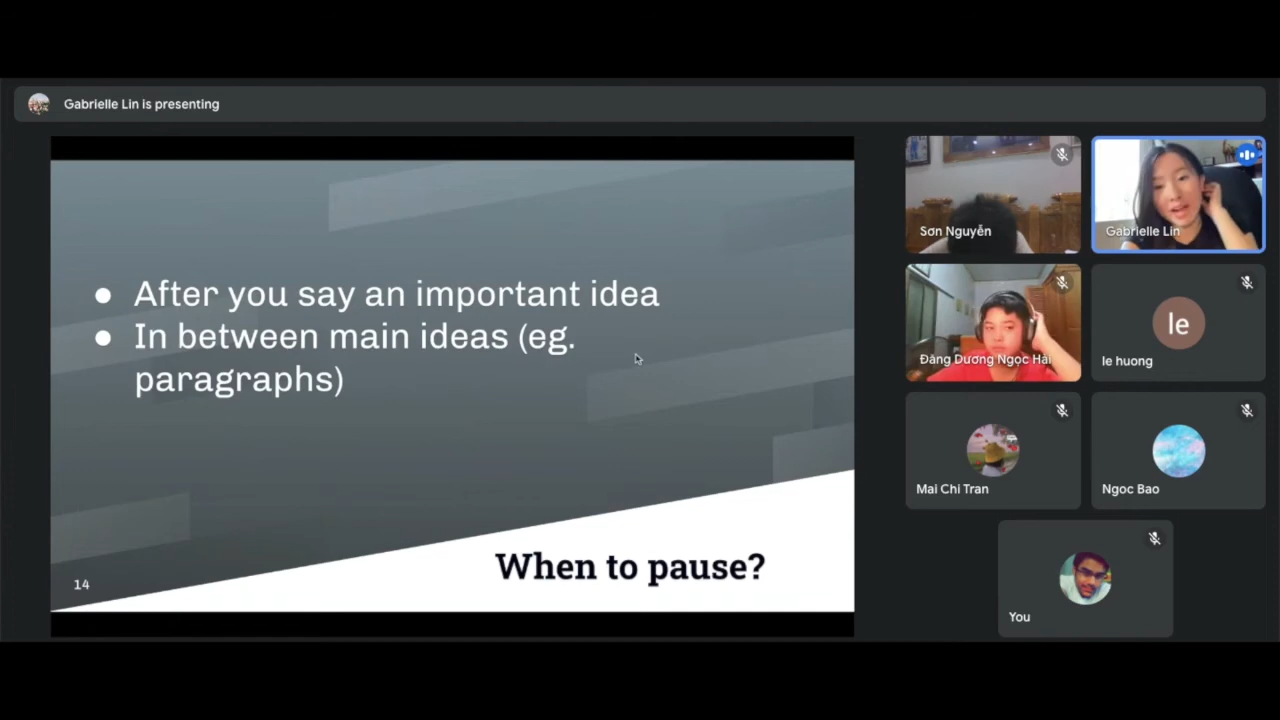 Gabrielle Lin is presenting
● After you say an important idea
● In between main ideas (eg.
paragraphs)
When to pause?
14
Sơn Nguyễn
Gabrielle Lin
Đăng Dương Ngọc Hải
le
le huong
Mai Chi Tran
Ngoc Bao
You